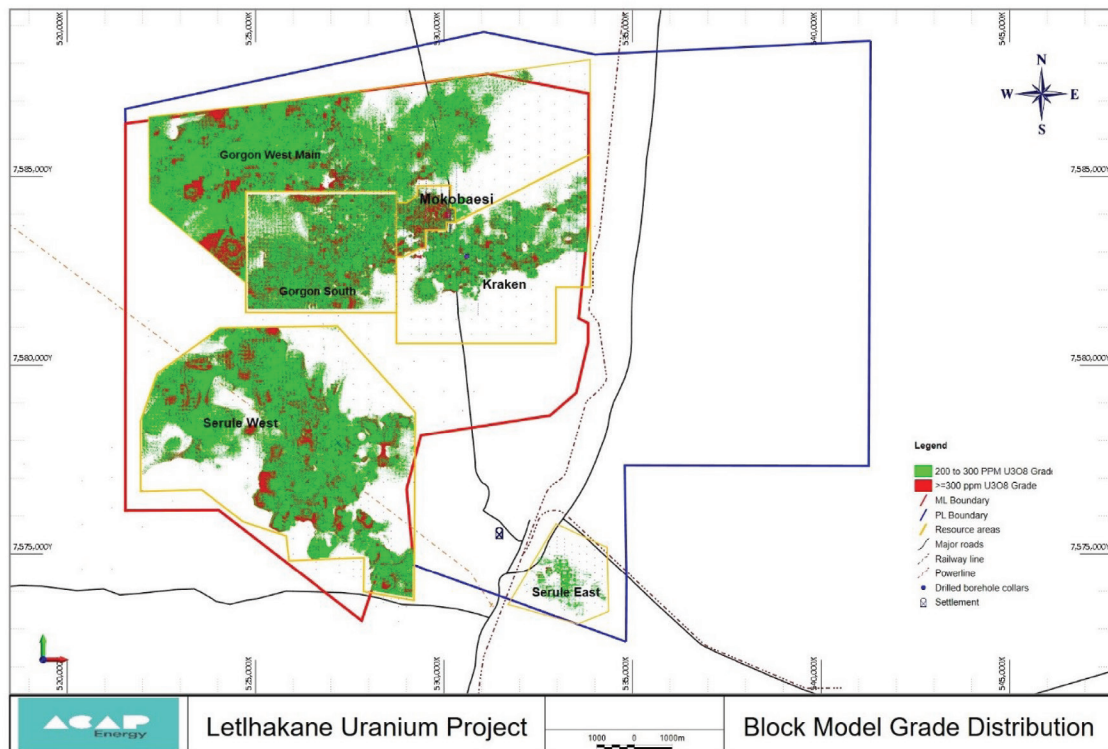 520,000X 525,000X 530,000X 535,000X 540,000X 545,000X
N
W E
S
7,585,000Y 7,585,000Y
Gorgon West Main
Mokobaesi
Gorgon South
Kraken
7,580,000Y 7,580,000Y
Serule West
Legend
200 to 300 PPM U3O8 Grade
>=300 ppm U3O8 Grade
ML Boundary
PL Boundary
Resource areas
Major roads
Railway line
Powerline
Drilled borehole collars
Settlement
7,575,000Y 7,575,000Y
Serule East
520,000X 525,000X 530,000X 535,000X 540,000X 545,000X
ACAP
Energy
Letlhakane Uranium Project
1000 0 1000m
Block Model Grade Distribution